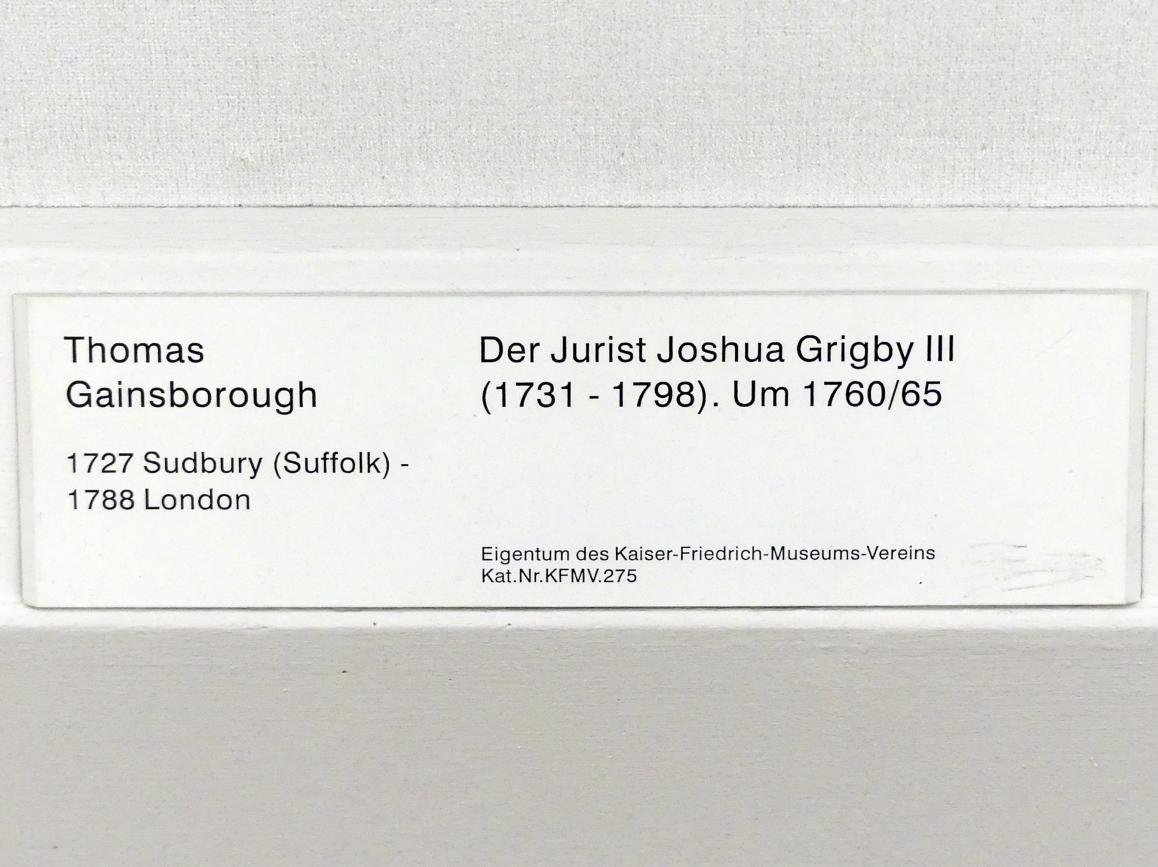 Thomas
Gainsborough
1727 Sudbury (Suffolk) -
1788 London
Der Jurist Joshua Grigby III
(1731 - 1798). Um 1760/65
Eigentum des Kaiser-Friedrich-Museums-Vereins
Kat.Nr.KFMV.275